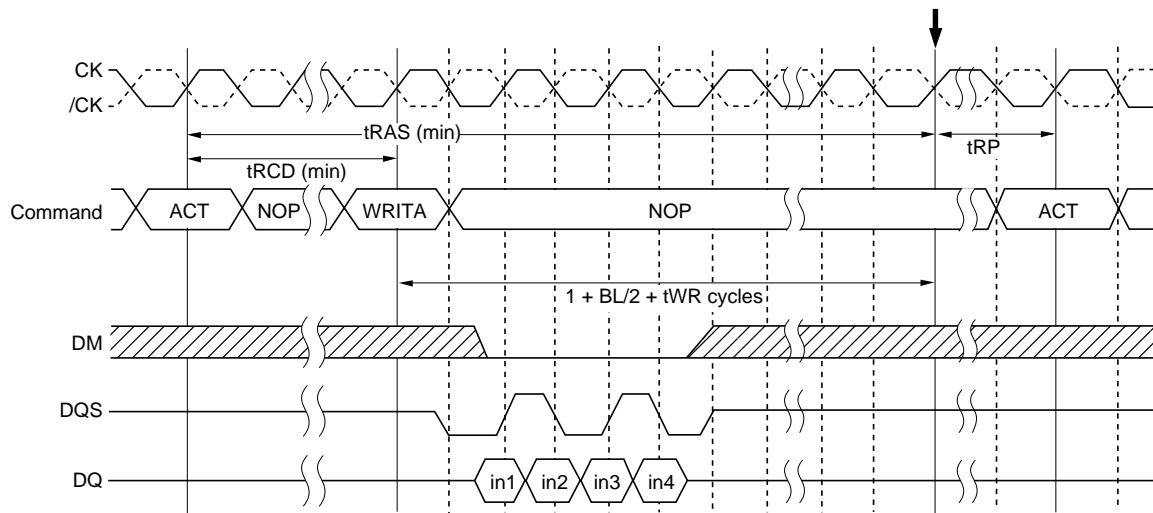 CK
/CK
tRAS (min)
tRP
tRCD (min)
Command ACT NOP WRITA NOP ACT
1 + BL/2 + tWR cycles
DM
DQS
DQ in1 in2 in3 in4